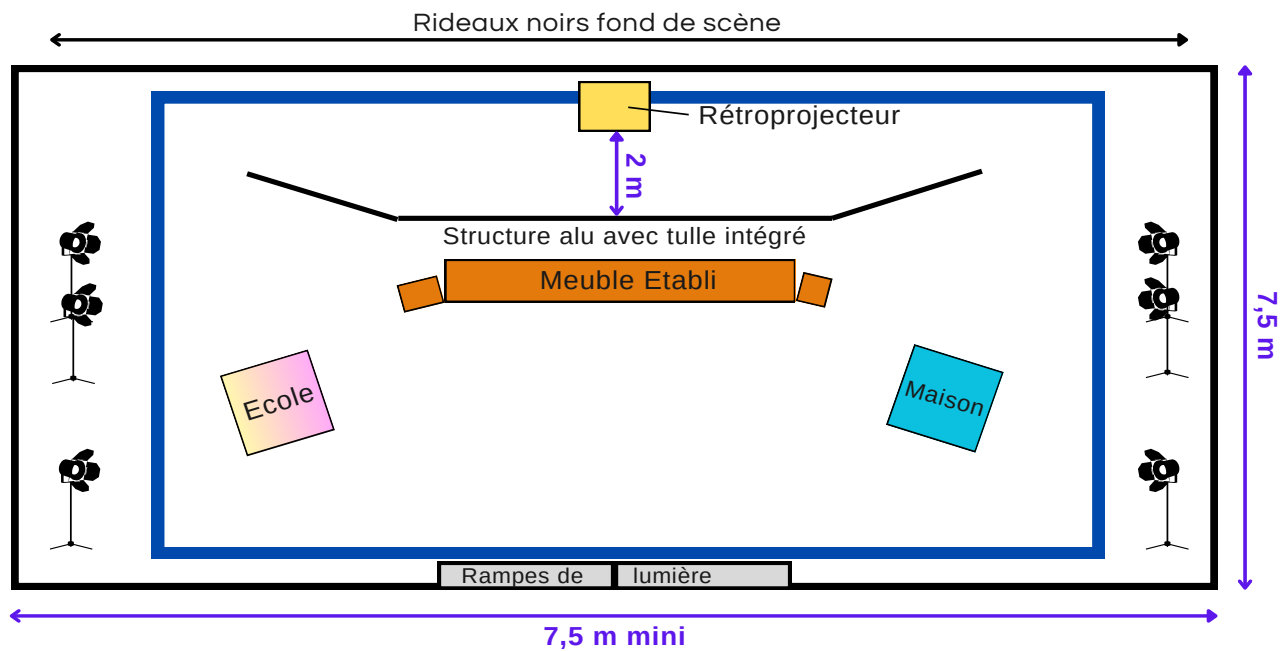 Rideaux noirs fond de scène
Rétroprojecteur
2 m
Structure alu avec tulle intégré
Meuble Etabli
7,5 m
Ecole
Maison
Rampes de lumière
7,5 m mini